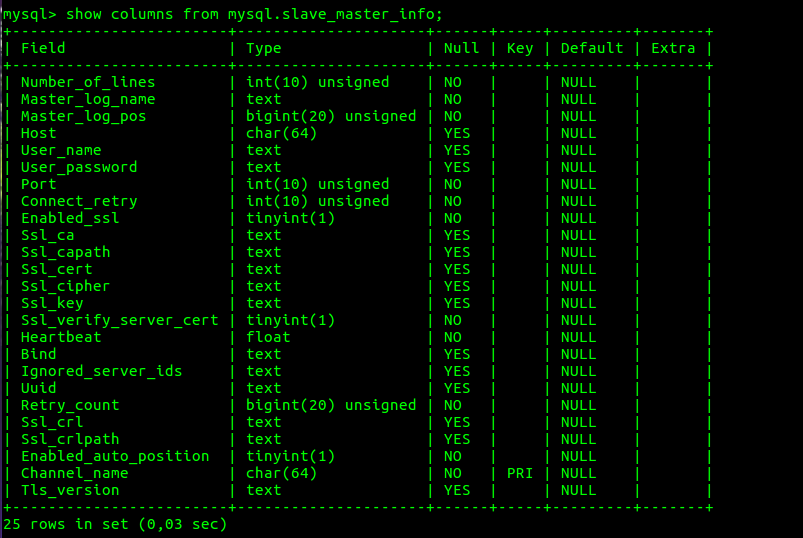 mysql> show columns from mysql.slave_master_info;
+------------------------+---------------------+------+-----+---------+-------+
| Field                  | Type                | Null | Key | Default | Extra |
+------------------------+---------------------+------+-----+---------+-------+
| Number_of_lines        | int(10) unsigned    | NO   |     | NULL    |       |
| Master_log_name        | text                | NO   |     | NULL    |       |
| Master_log_pos         | bigint(20) unsigned | NO   |     | NULL    |       |
| Host                   | char(64)            | YES  |     | NULL    |       |
| User_name              | text                | YES  |     | NULL    |       |
| User_password          | text                | YES  |     | NULL    |       |
| Port                   | int(10) unsigned    | NO   |     | NULL    |       |
| Connect_retry          | int(10) unsigned    | NO   |     | NULL    |       |
| Enabled_ssl            | tinyint(1)          | NO   |     | NULL    |       |
| Ssl_ca                 | text                | YES  |     | NULL    |       |
| Ssl_capath             | text                | YES  |     | NULL    |       |
| Ssl_cert               | text                | YES  |     | NULL    |       |
| Ssl_cipher             | text                | YES  |     | NULL    |       |
| Ssl_key                | text                | YES  |     | NULL    |       |
| Ssl_verify_server_cert | tinyint(1)          | NO   |     | NULL    |       |
| Heartbeat              | float               | NO   |     | NULL    |       |
| Bind                   | text                | YES  |     | NULL    |       |
| Ignored_server_ids     | text                | YES  |     | NULL    |       |
| Uuid                   | text                | YES  |     | NULL    |       |
| Retry_count            | bigint(20) unsigned | NO   |     | NULL    |       |
| Ssl_crl                | text                | YES  |     | NULL    |       |
| Ssl_crlpath            | text                | YES  |     | NULL    |       |
| Enabled_auto_position  | tinyint(1)          | NO   |     | NULL    |       |
| Channel_name           | char(64)            | NO   | PRI | NULL    |       |
| Tls_version            | text                | YES  |     | NULL    |       |
+------------------------+---------------------+------+-----+---------+-------+
25 rows in set (0,03 sec)